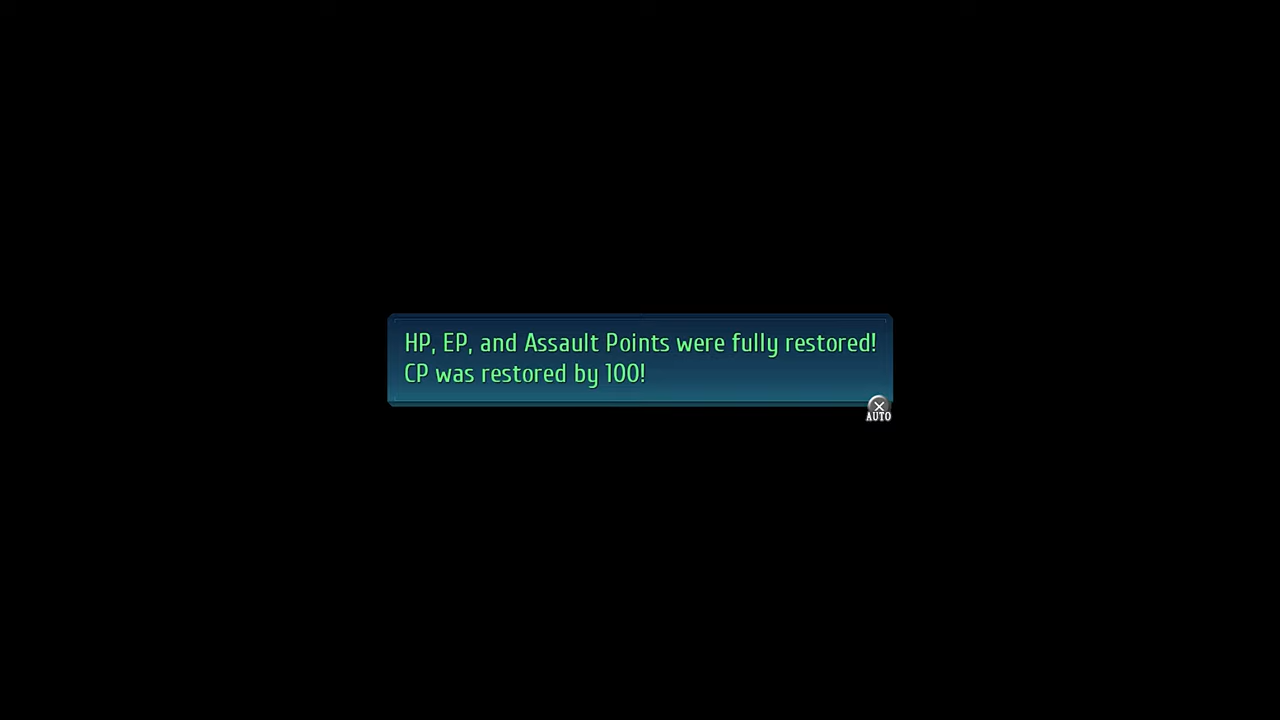 HP, EP, and Assault Points were fully restored!
CP was restored by 100!
AUTO